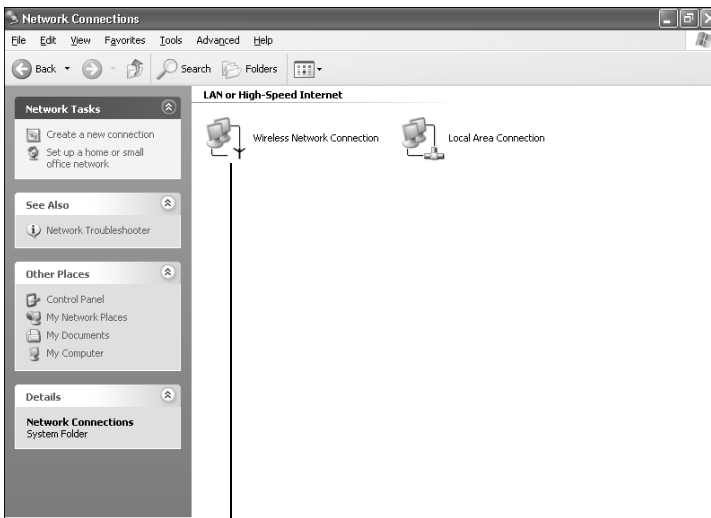 Network Connections
File Edit View Favorites Tools Advanced Help
Back Search Folders
LAN or High-Speed Internet
Network Tasks
Create a new connection
Set up a home or small
office network
Wireless Network Connection
Local Area Connection
See Also
Network Troubleshooter
Other Places
Control Panel
My Network Places
My Documents
My Computer
Details
Network Connections
System Folder